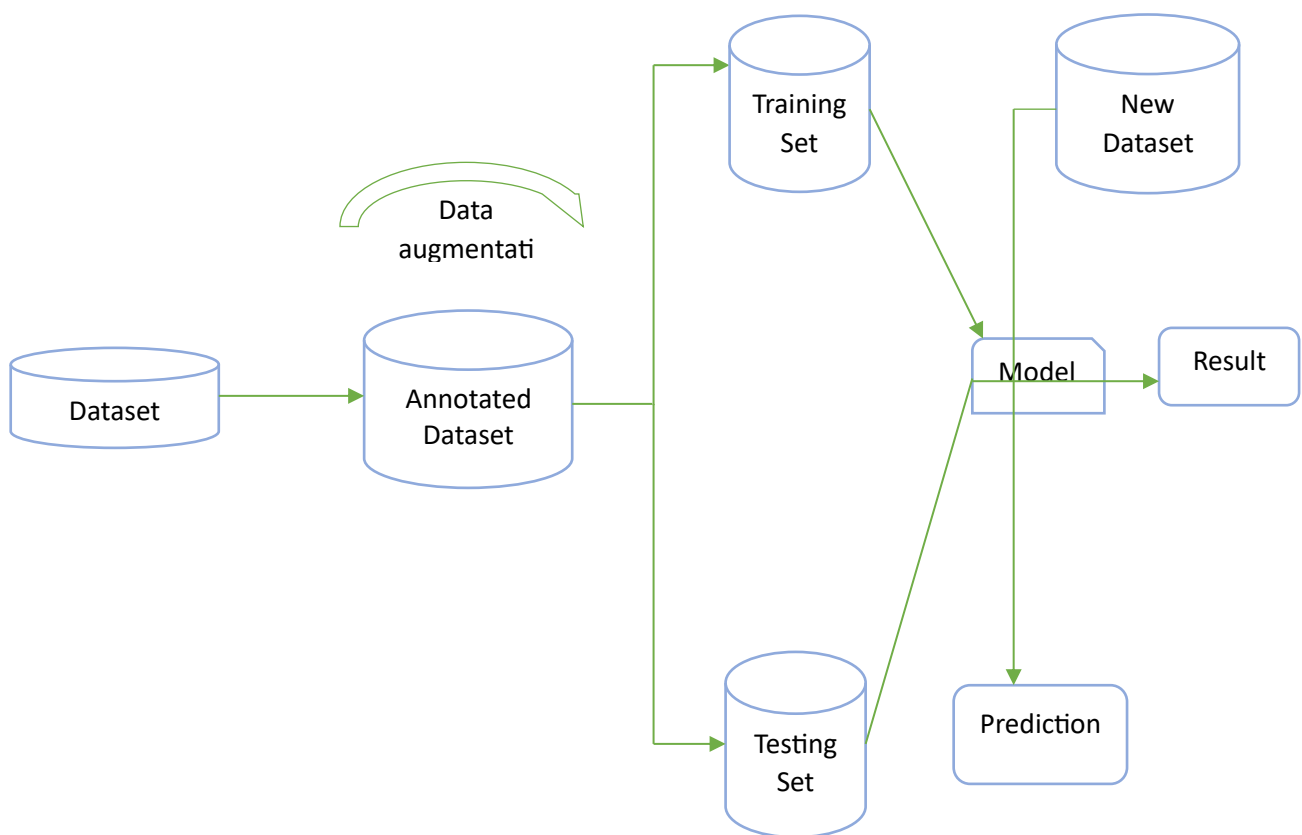 Training
Set
New
Dataset
Data
augmentati
Dataset
Annotated
Dataset
Model
Result
Testing
Set
Prediction